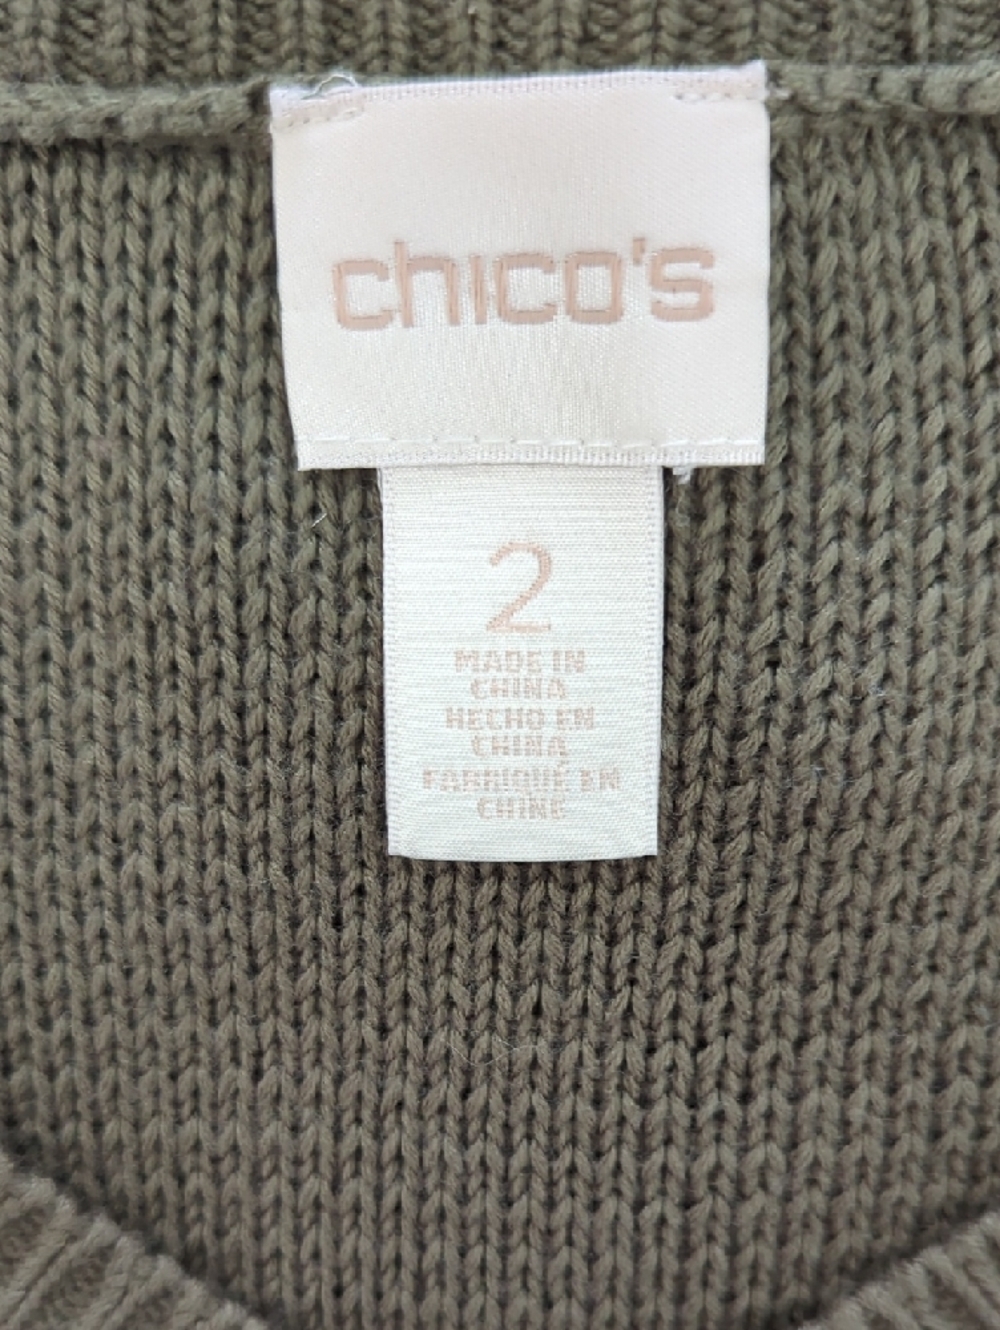 chico's
2
MADE IN
CHINA
HECHO EN
CHINA
FABRIQUÉ EN
CHINE